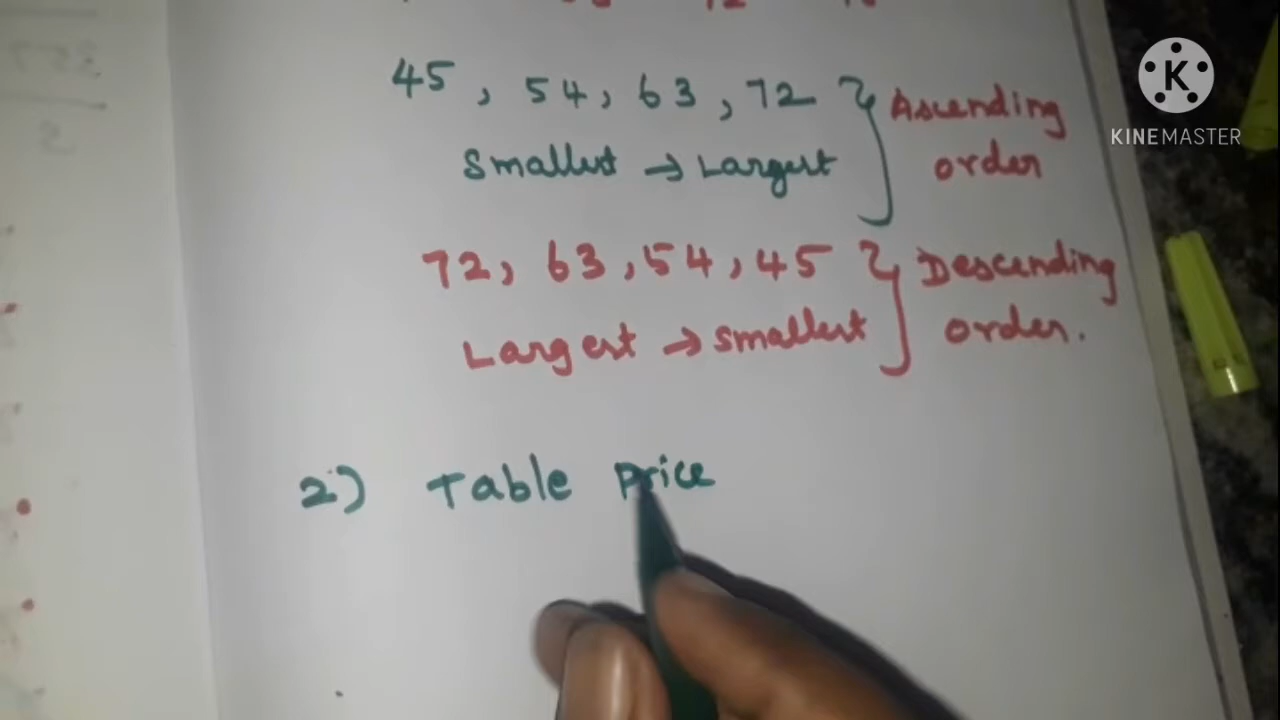 45, 54, 63, 72 } Ascending
Smallest → Largest order
72, 63, 54, 45 } Descending
Largest → smallest order.
2) Table price
K
KINEMASTER